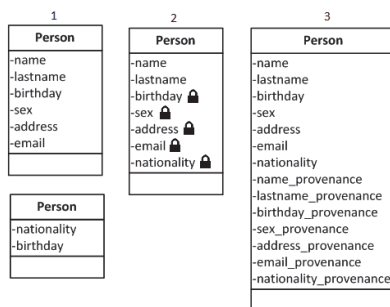 1
Person
-name
-lastname
-birthday
-sex
-address
-email
Person
-nationality
-birthday
2
Person
-name
-lastname
-birthday
-sex
-address
-email
-nationality
3
Person
-name
-lastname
-birthday
-sex
-address
-email
-nationality
-name_provenance
-lastname_provenance
-birthday_provenance
-sex_provenance
-address_provenance
-email_provenance
-nationality_provenance